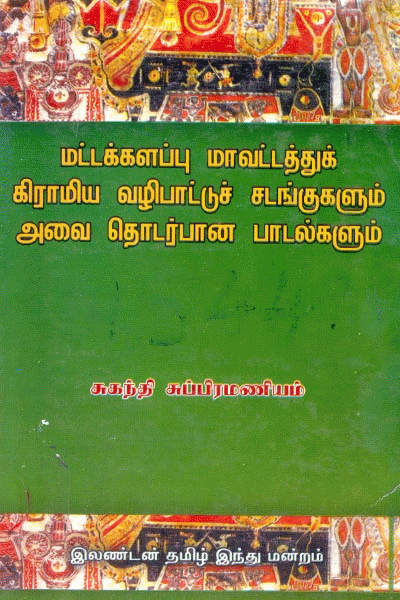 மட்டக்களப்பு மாவட்டத்துக்
கிராமிய வழிபாட்டுச் சடங்குகளும்
அவை தொடர்பான பாடல்களும்
சுகந்தி சுப்பிரமணியம்
இலண்டன் தமிழ் இந்து மன்றம்